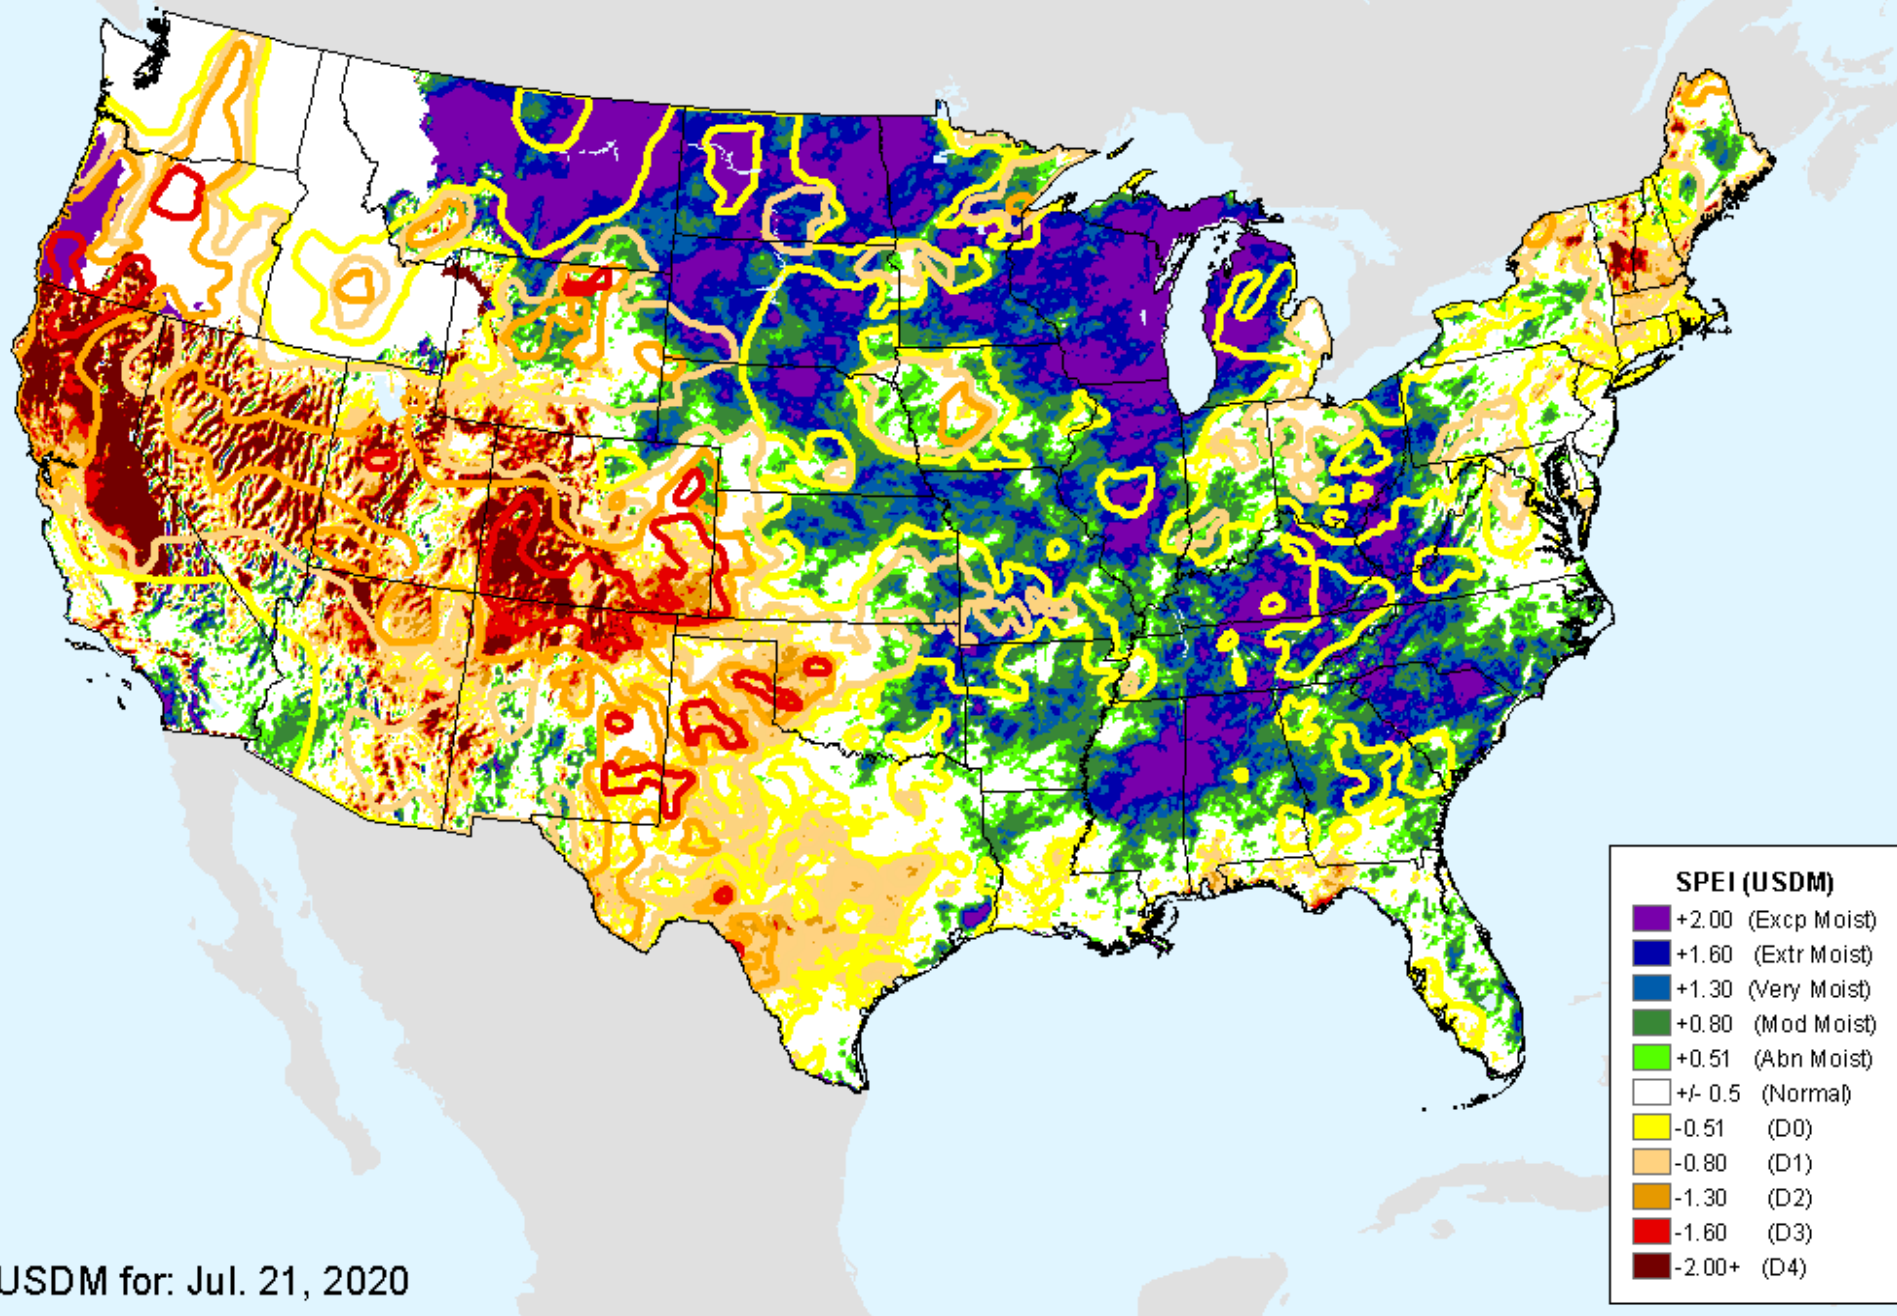 SPEI (USDM)
+2.00 (Excp Moist)
+1.60 (Extr Moist)
+1.30 (Very Moist)
+0.80 (Mod Moist)
+0.51 (Abn Moist)
+/- 0.5 (Normal)
-0.51 (D0)
-0.80 (D1)
-1.30 (D2)
-1.60 (D3)
-2.00+ (D4)
USDM for: Jul. 21, 2020